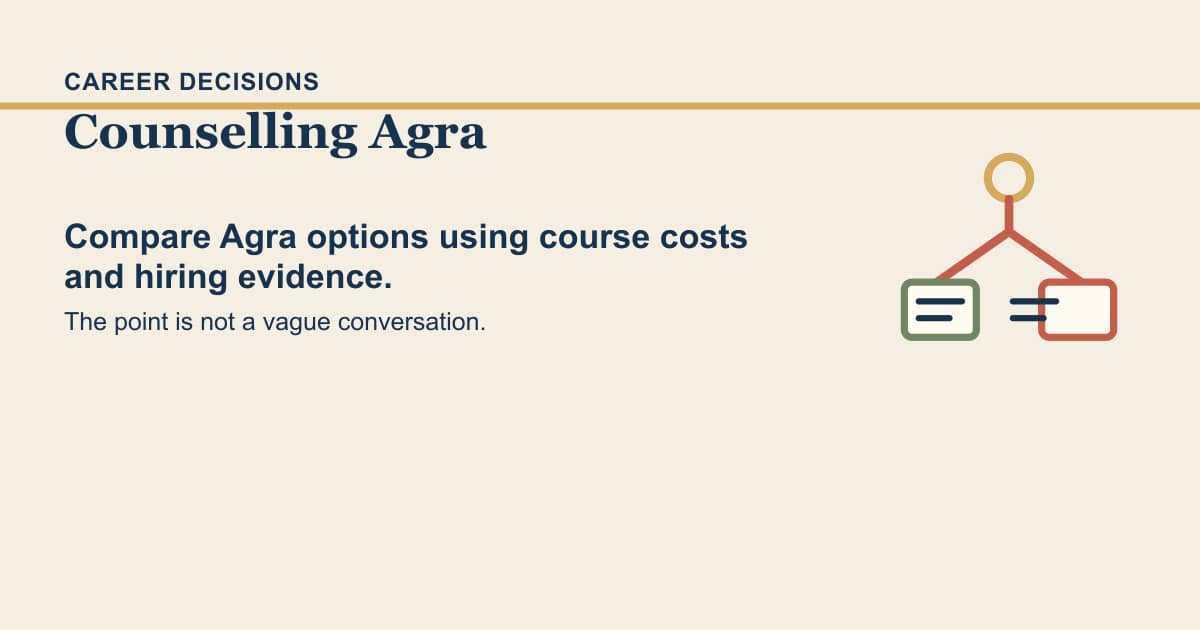 CAREER DECISIONS
Counselling Agra
Compare Agra options using course costs
and hiring evidence.
The point is not a vague conversation.